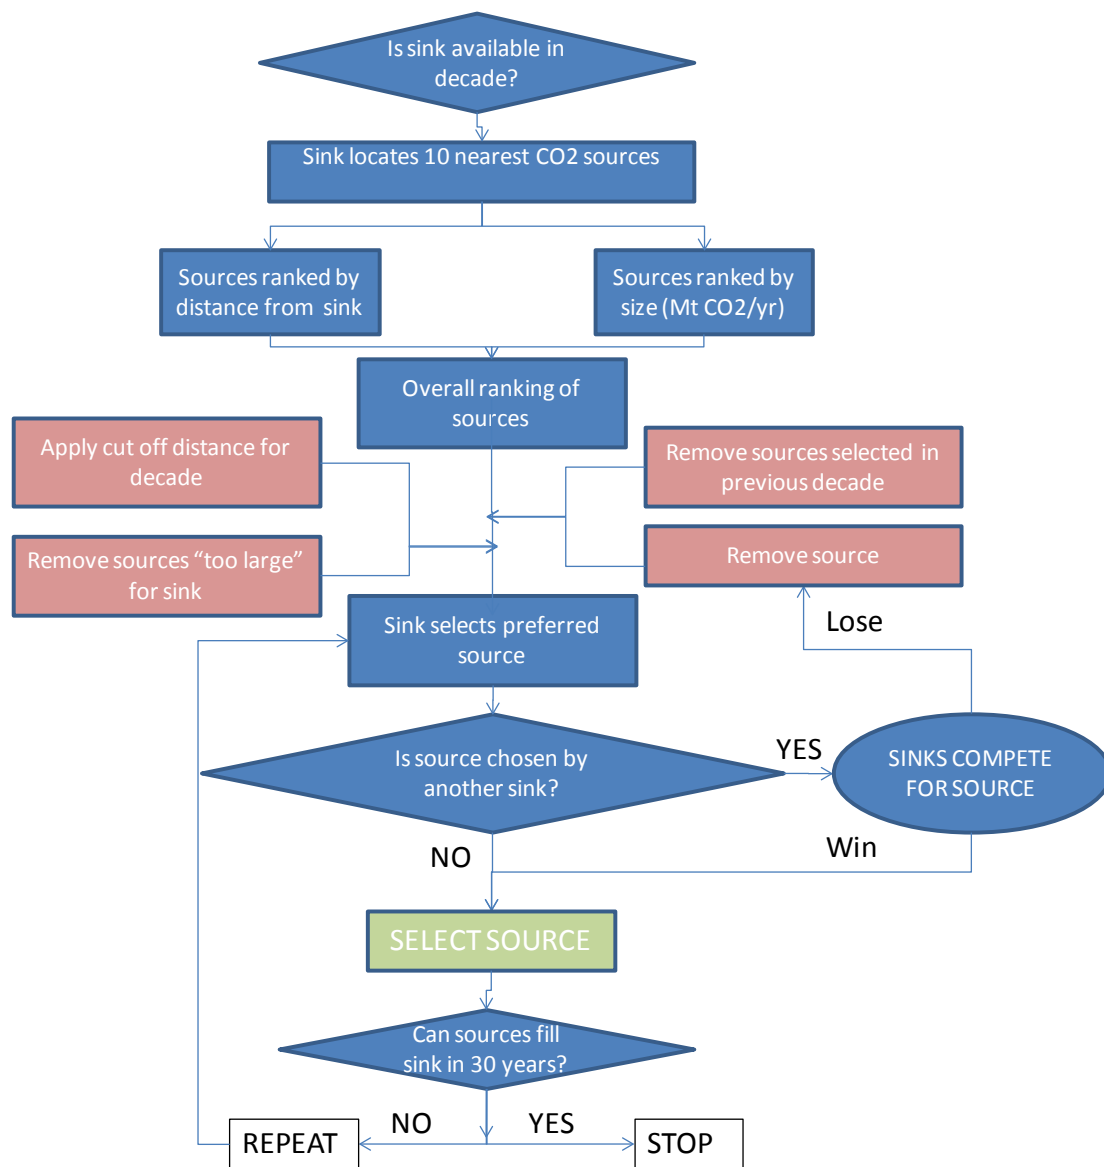 Is sink available in
decade?
Sink locates 10 nearest CO2 sources
Sources ranked by
distance from sink
Sources ranked by
size (Mt CO2/yr)
Overall ranking of
sources
Apply cut off distance for
decade
Remove sources selected in
previous decade
Remove sources “too large”
for sink
Remove source
Sink selects preferred
source
Lose
Is source chosen by
another sink?
YES
SINKS COMPETE
FOR SOURCE
NO
Win
SELECT SOURCE
Can sources fill
sink in 30 years?
NO
YES
REPEAT
STOP